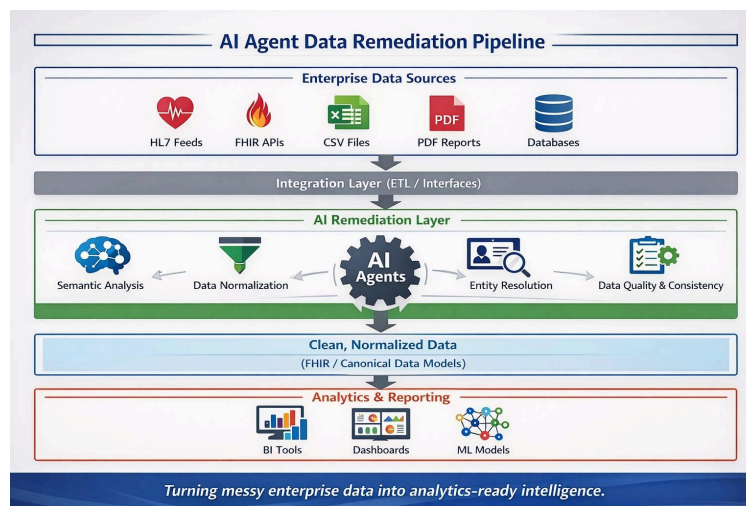 AI Agent Data Remediation Pipeline
Enterprise Data Sources
PDF
HL7 Feeds
FHIR APIs
CSV Files
PDF Reports
Databases
Integration Layer (ETL / Interfaces)
AI Remediation Layer
AI
Agents
Semantic Analysis
Data Normalization
Entity Resolution
Data Quality & Consistency
Clean, Normalized Data
(FHIR / Canonical Data Models)
Analytics & Reporting
BI Tools
Dashboards
ML Models
Turning messy enterprise data into analytics-ready intelligence.